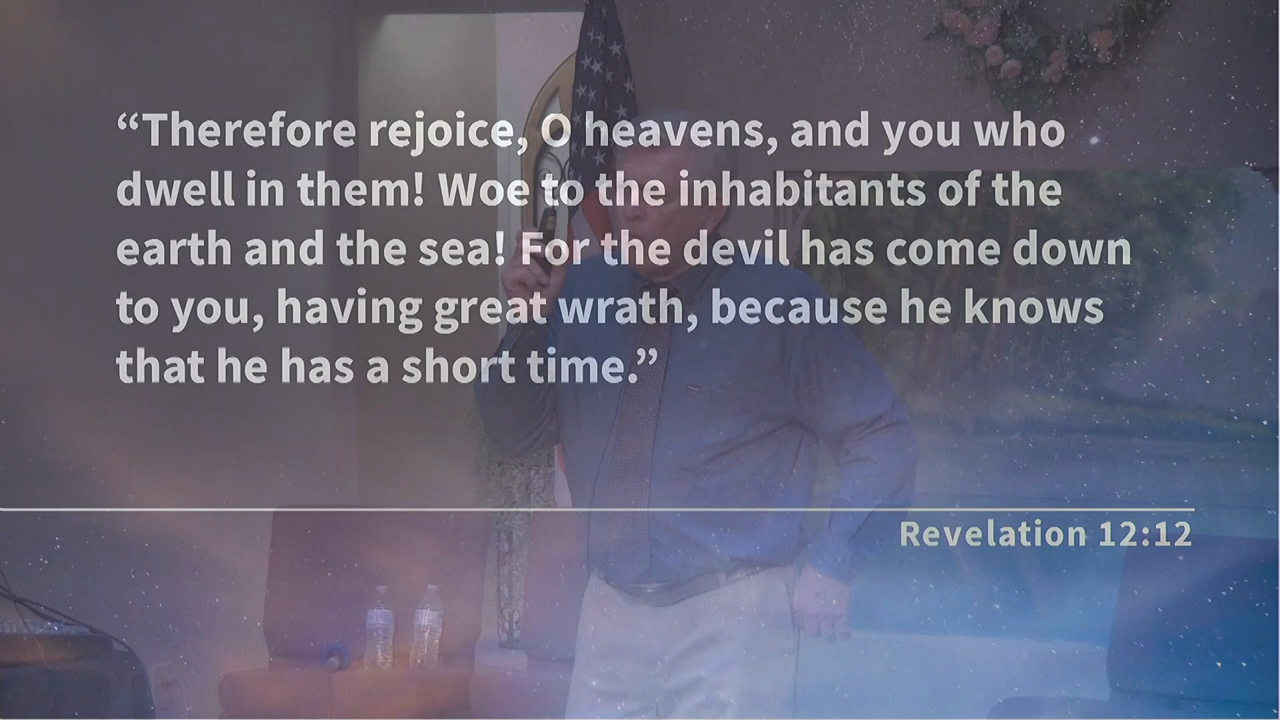 “Therefore rejoice, O heavens, and you who
dwell in them! Woe to the inhabitants of the
earth and the sea! For the devil has come down
to you, having great wrath, because he knows
that he has a short time.”
Revelation 12:12